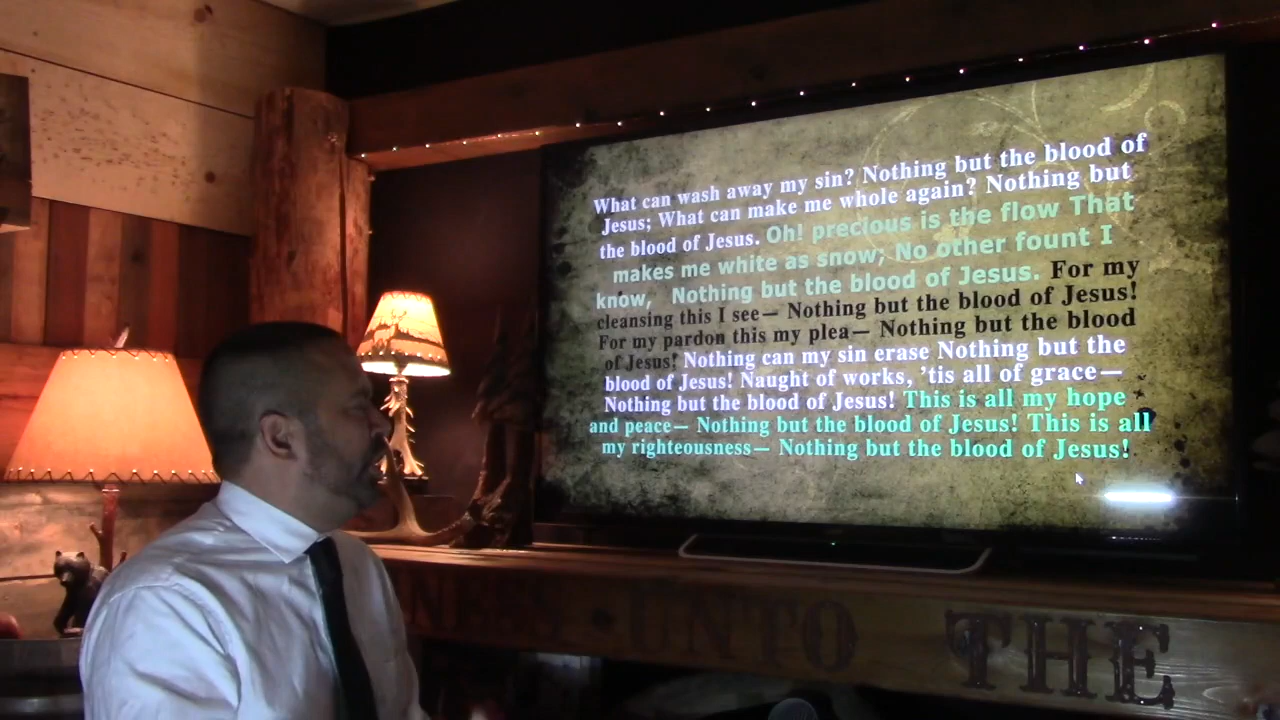 What can wash away my sin? Nothing but the blood of
Jesus; What can make me whole again? Nothing but
the blood of Jesus. Oh! precious is the flow That
makes me white as snow; No other fount I
know, Nothing but the blood of Jesus. For my
cleansing this I see— Nothing but the blood of Jesus!
For my pardon this my plea— Nothing but the blood
of Jesus! Nothing can my sin erase Nothing but the
blood of Jesus! Naught of works, ’tis all of grace—
Nothing but the blood of Jesus! This is all my hope
and peace— Nothing but the blood of Jesus! This is all
my righteousness— Nothing but the blood of Jesus!
UNTO THE